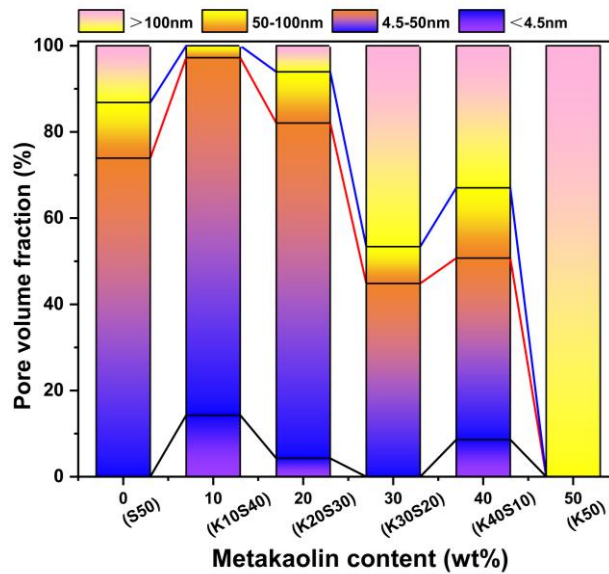 >100nm 50-100nm 4.5-50nm <4.5nm
Pore volume fraction (%)
100
80
60
40
20
0
0 10 20 30 40 50
(S50) (K10S40) (K20S30) (K30S20) (K40S10) (K50)
Metakaolin content (wt%)